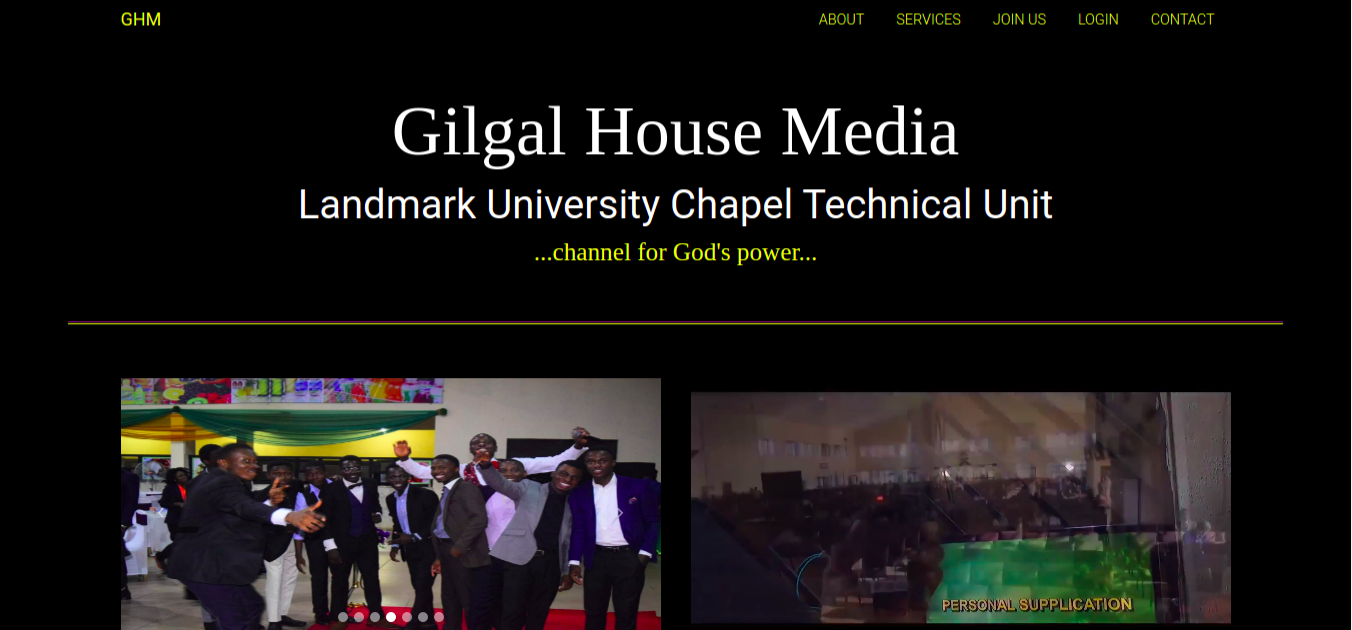 GHM ABOUT SERVICES JOIN US LOGIN CONTACT
Gilgal House Media
Landmark University Chapel Technical Unit
...channel for God's power...
PERSONAL SUPPLICATION